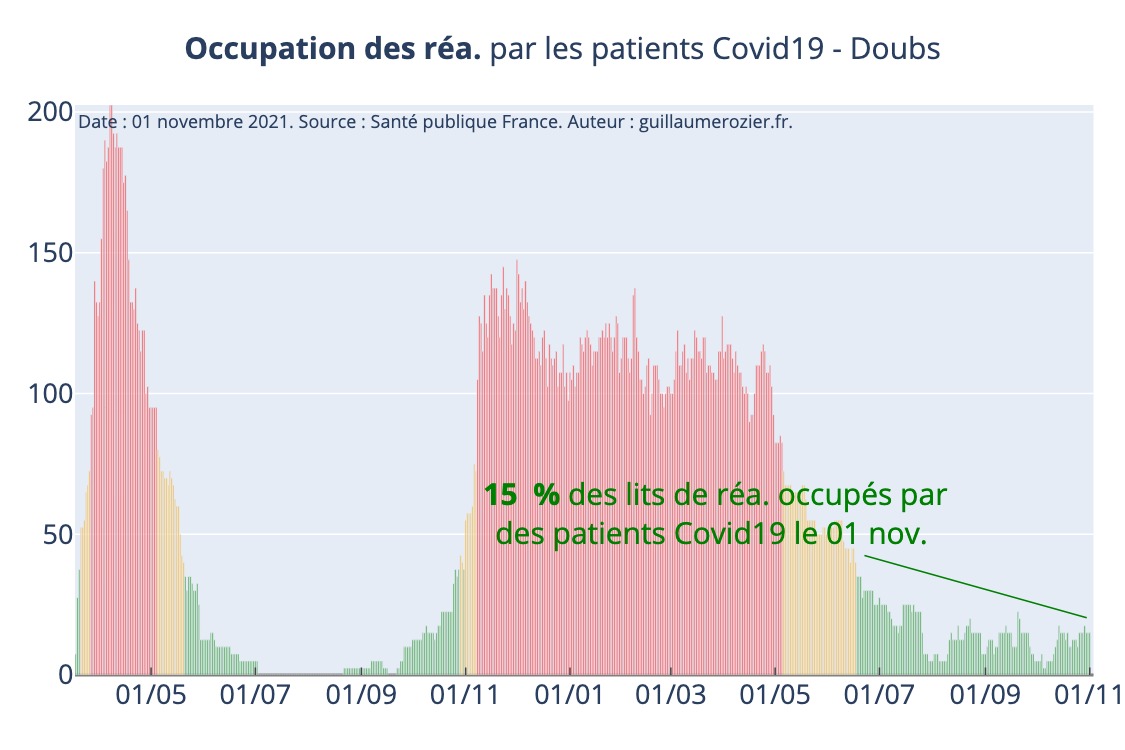 Occupation des réa. par les patients Covid19 - Doubs
200
Date : 01 novembre 2021. Source : Santé publique France. Auteur : guillaumerozier.fr.
150
100
15  % des lits de réa. occupés par
des patients Covid19 le 01 nov.
50
0
01/05 01/07 01/09 01/11 01/01 01/03 01/05 01/07 01/09 01/11